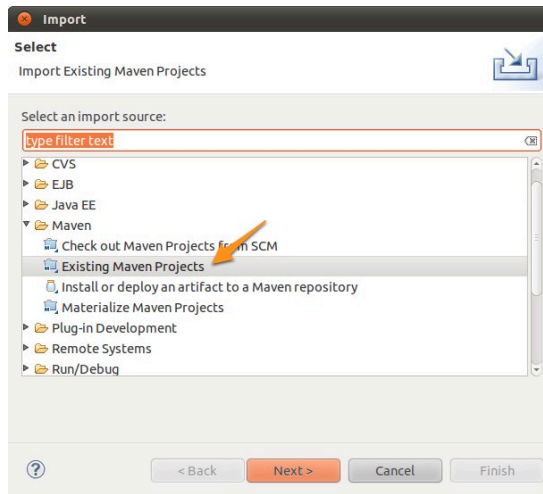 Import
Select
Import Existing Maven Projects
Select an import source:
type filter text
CVS
EJB
Java EE
Maven
Check out Maven Projects from SCM
Existing Maven Projects
Install or deploy an artifact to a Maven repository
Materialize Maven Projects
Plug-in Development
Remote Systems
Run/Debug
< Back Next > Cancel Finish